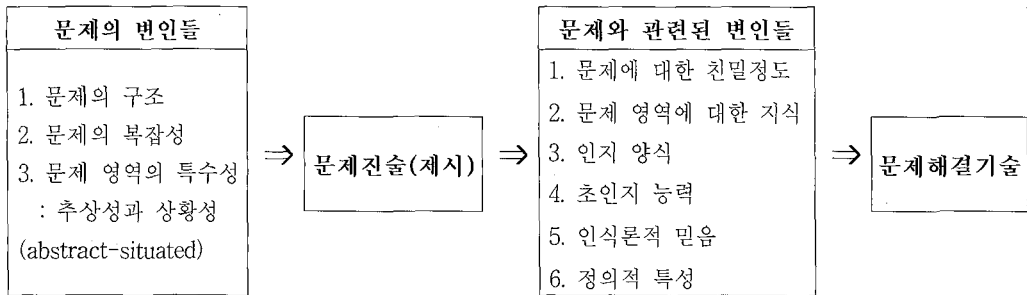 문제의 변인들
1. 문제의 구조
2. 문제의 복잡성
3. 문제 영역의 특수성
: 추상성과 상황성
(abstract-situated)
⇒
문제진술(제시)
⇒
문제와 관련된 변인들
1. 문제에 대한 친밀정도
2. 문제 영역에 대한 지식
3. 인지 양식
4. 초인지 능력
5. 인식론적 믿음
6. 정의적 특성
⇒
문제해결기술